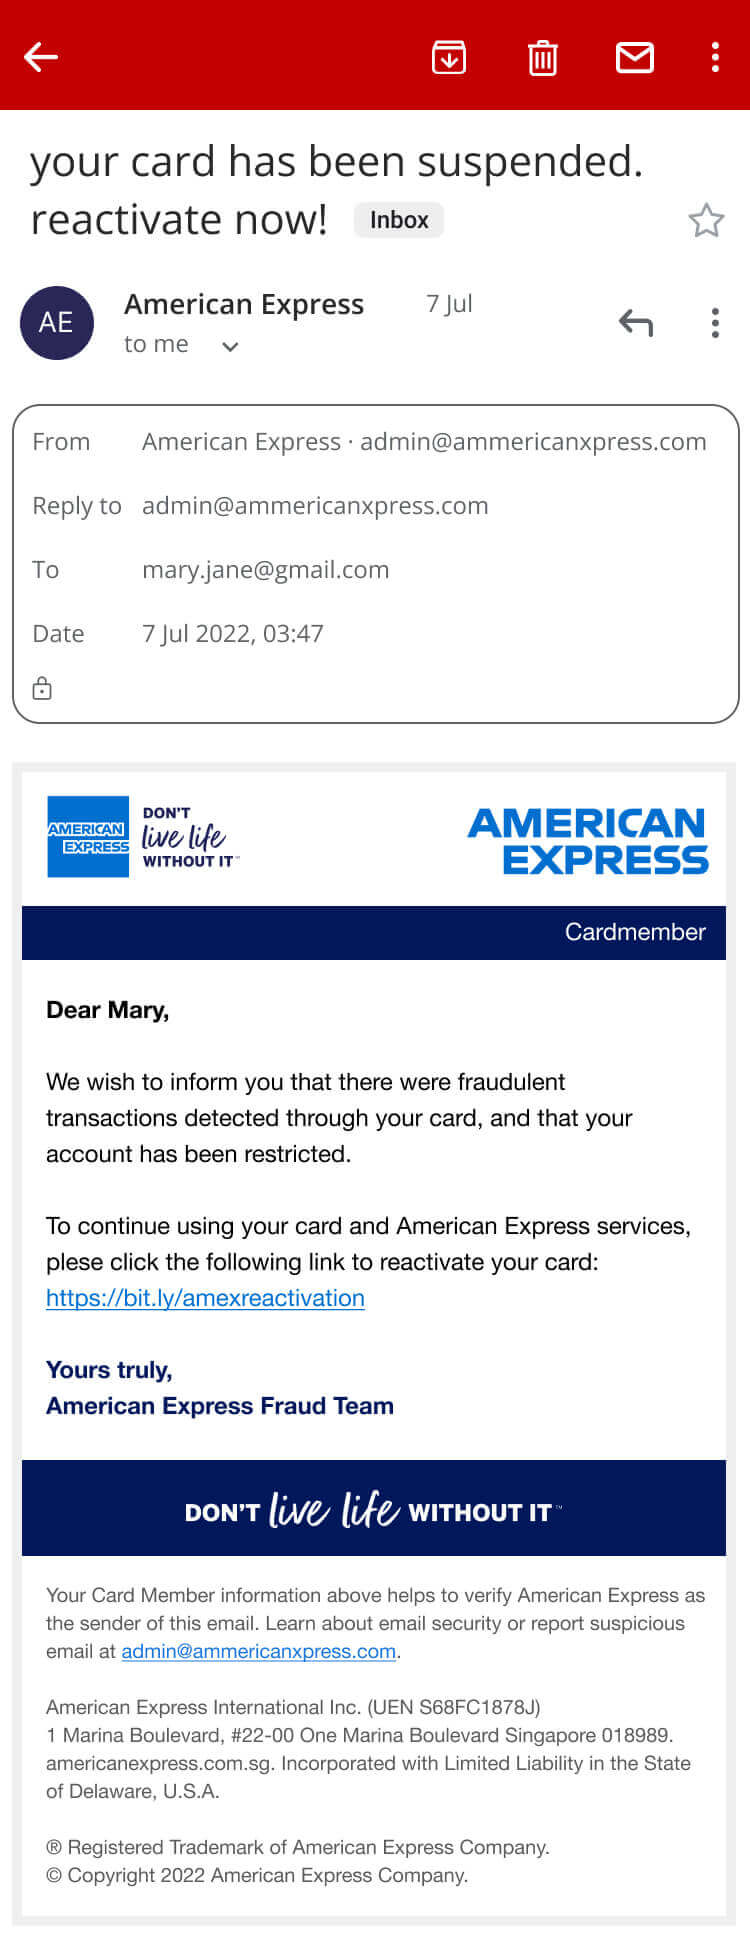 your card has been suspended.
reactivate now! Inbox
AE
American Express 7 Jul
to me
From American Express · admin@ammericanxpress.com
Reply to admin@ammericanxpress.com
To mary.jane@gmail.com
Date 7 Jul 2022, 03:47
AMERICAN
EXPRESS
DON'T
live life
WITHOUT IT™
AMERICAN
EXPRESS
Cardmember
Dear Mary,
We wish to inform you that there were fraudulent
transactions detected through your card, and that your
account has been restricted.
To continue using your card and American Express services,
plese click the following link to reactivate your card:
https://bit.ly/amexreactivation
Yours truly,
American Express Fraud Team
DON'T live life WITHOUT IT™
Your Card Member information above helps to verify American Express as
the sender of this email. Learn about email security or report suspicious
email at admin@ammericanxpress.com.
American Express International Inc. (UEN S68FC1878J)
1 Marina Boulevard, #22-00 One Marina Boulevard Singapore 018989.
americanexpress.com.sg. Incorporated with Limited Liability in the State
of Delaware, U.S.A.
® Registered Trademark of American Express Company.
© Copyright 2022 American Express Company.